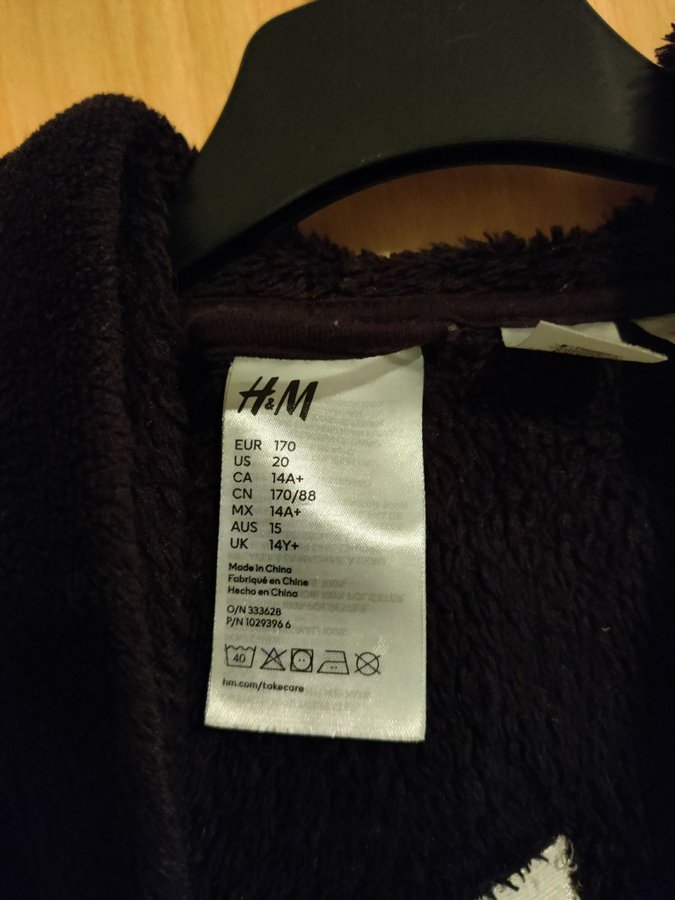 H&M
EUR 170
US 20
CA 14A+
CN 170/88
MX 14A+
AUS 15
UK 14Y+
Made in China
Fabriqué en Chine
Hecho en China
O/N 333628
P/N 1029396 6
40
hm.com/takecare